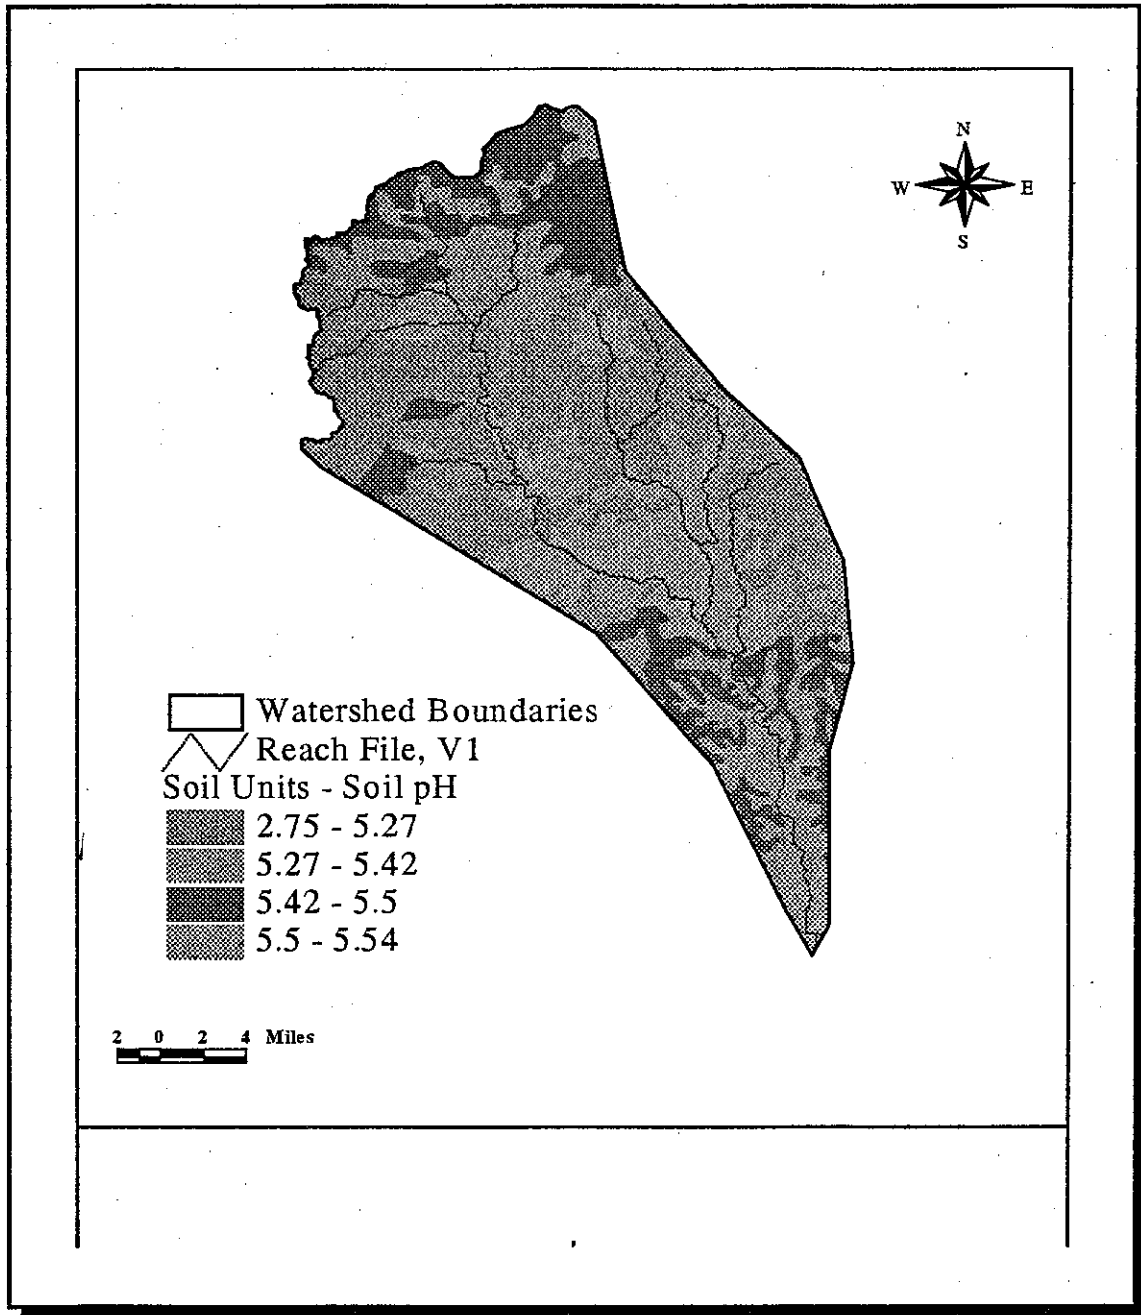 N
W E
S
Watershed Boundaries
Reach File, V1
Soil Units - Soil pH
2.75 - 5.27
5.27 - 5.42
5.42 - 5.5
5.5 - 5.54
2 0 2 4 Miles